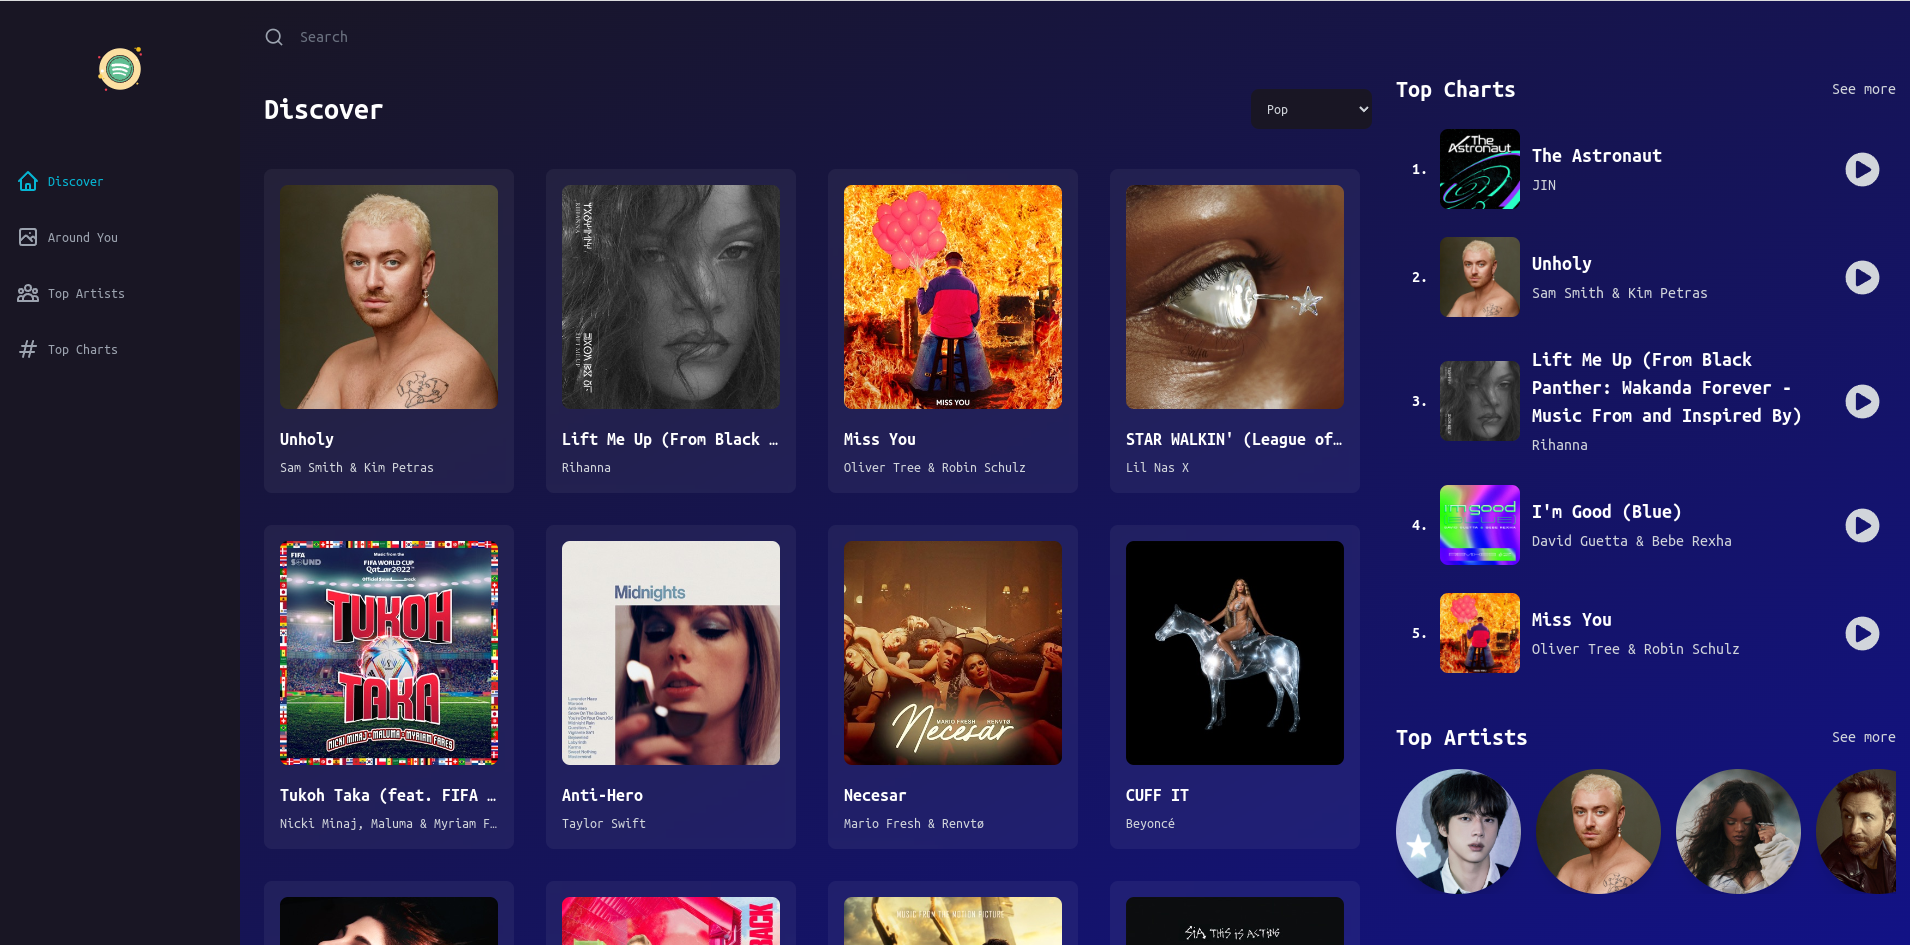 Search
Discover
Pop
Discover
Around You
Top Artists
Top Charts
Unholy
Sam Smith & Kim Petras
Lift Me Up (From Black …
Rihanna
MISS YOU
Miss You
Oliver Tree & Robin Schulz
STAR WALKIN' (League of…
Lil Nas X
FIFA
SOUND
Music from the
FIFA WORLD CUP
Qatar2022
TUKOH
TAKA
NICKI MINAJ • MALUMA • MYRIAM FARES
Tukoh Taka (feat. FIFA …
Nicki Minaj, Maluma & Myriam F…
Midnights
Anti-Hero
Taylor Swift
MARIO FRESH RENVTØ
Necesar
Necesar
Mario Fresh & Renvtø
CUFF IT
Beyoncé
MUSIC FROM THE MOTION PICTURE
SIA THIS IS ACTING
Top Charts
See more
1.
The Astronaut
The Astronaut
JIN
2.
Unholy
Sam Smith & Kim Petras
3.
Lift Me Up (From Black
Panther: Wakanda Forever -
Music From and Inspired By)
Rihanna
4.
i'm good
I'm Good (Blue)
David Guetta & Bebe Rexha
5.
Miss You
Oliver Tree & Robin Schulz
Top Artists
See more